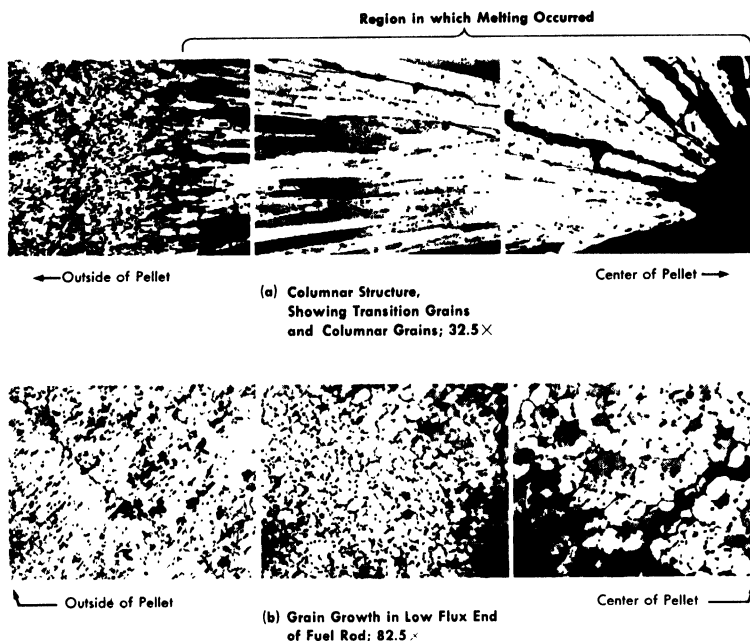 Region in which Melting Occurred
←Outside of Pellet
Center of Pellet →
(a) Columnar Structure,
Showing Transition Grains
and Columnar Grains; 32.5×
Outside of Pellet
Center of Pellet
(b) Grain Growth in Low Flux End
of Fuel Rod; 82.5×